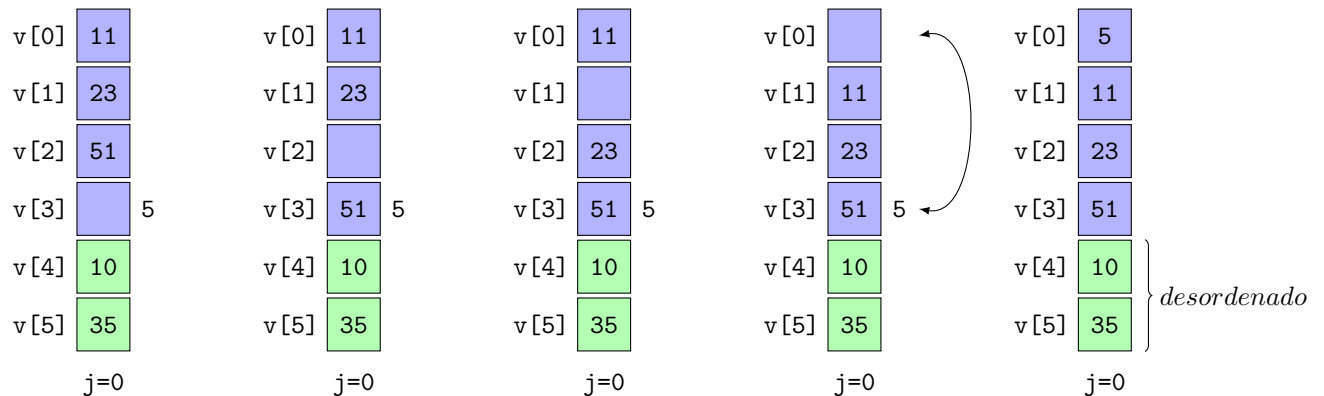 v[0] 11 v[0] 11 v[0] 11 v[0] v[0] 5
v[1] 23 v[1] 23 v[1] v[1] 11 v[1] 11
v[2] 51 v[2] v[2] 23 v[2] 23 v[2] 23
v[3] 5 v[3] 51 5 v[3] 51 5 v[3] 51 5 v[3] 51
v[4] 10 v[4] 10 v[4] 10 v[4] 10 v[4] 10
desordenado
v[5] 35 v[5] 35 v[5] 35 v[5] 35 v[5] 35
j=0 j=0 j=0 j=0 j=0